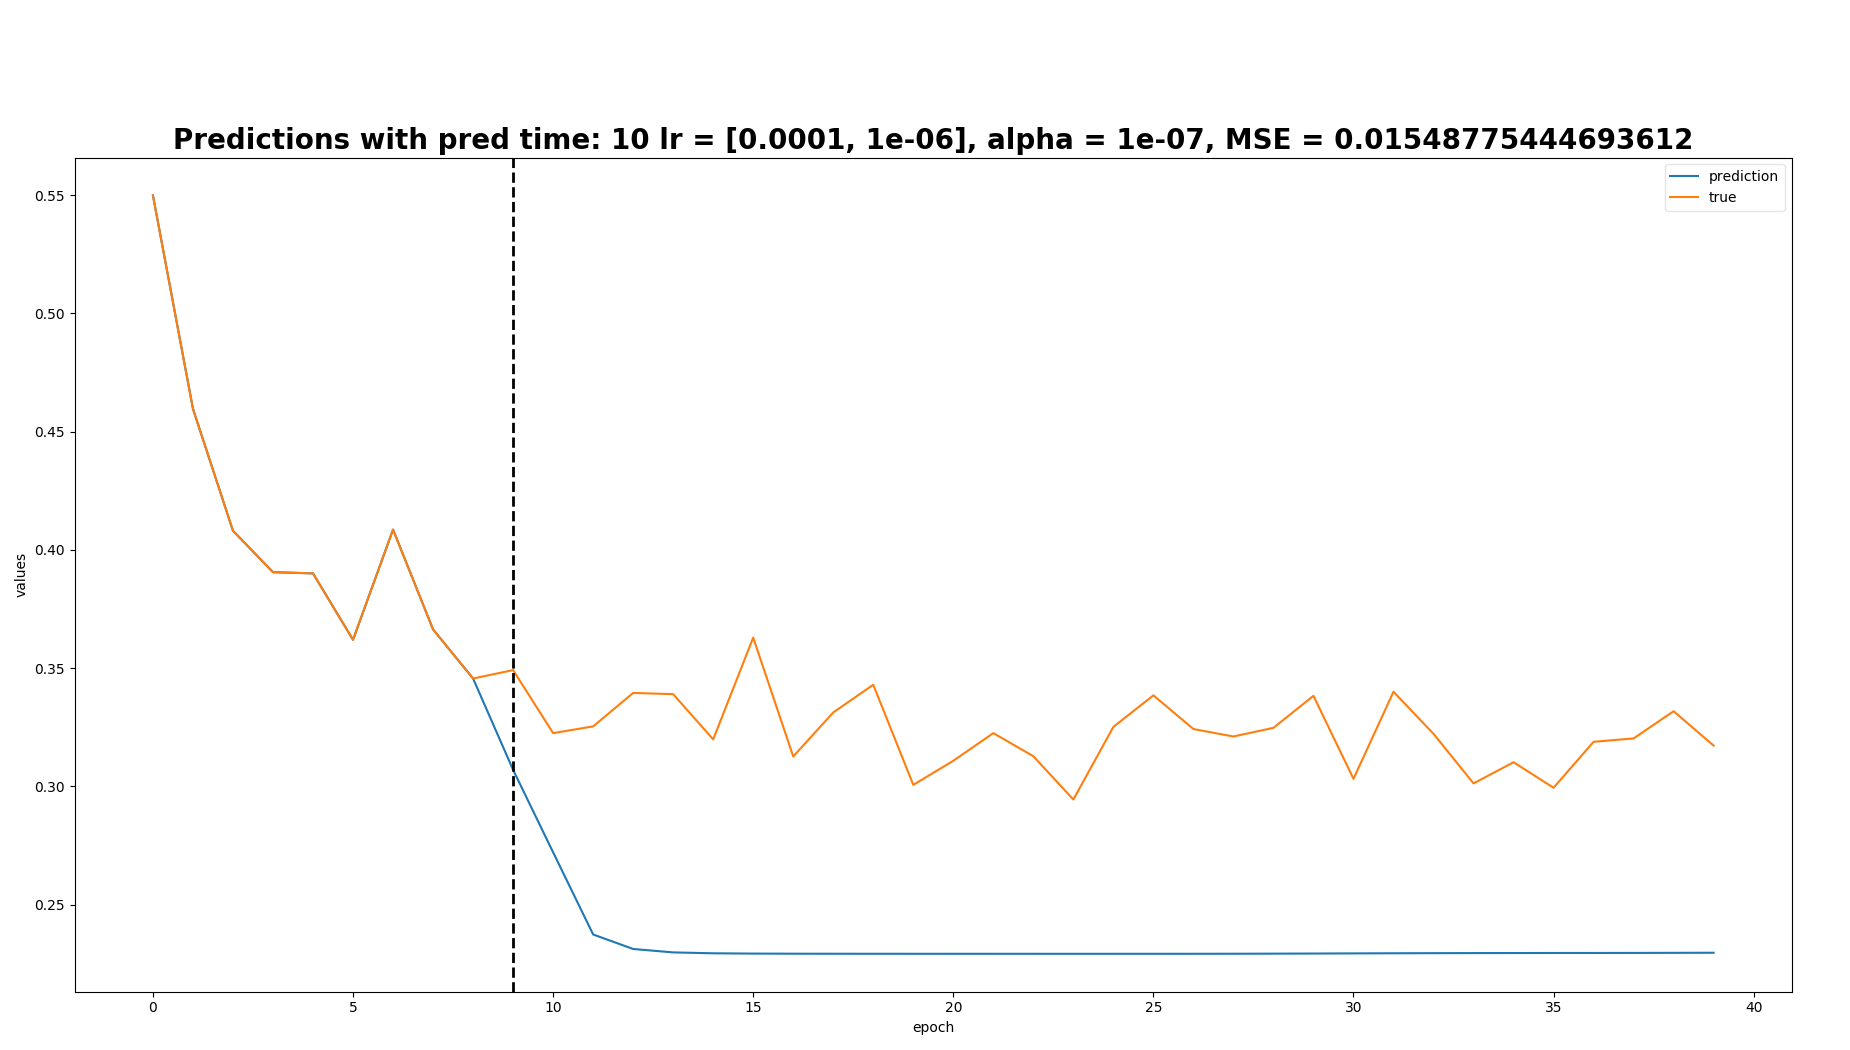 Predictions with pred time: 10 lr = [0.0001, 1e-06], alpha = 1e-07, MSE = 0.01548775444693612
prediction
true
0.55
0.50
0.45
0.40
0.35
0.30
0.25
values
0 5 10 15 20 25 30 35 40
epoch